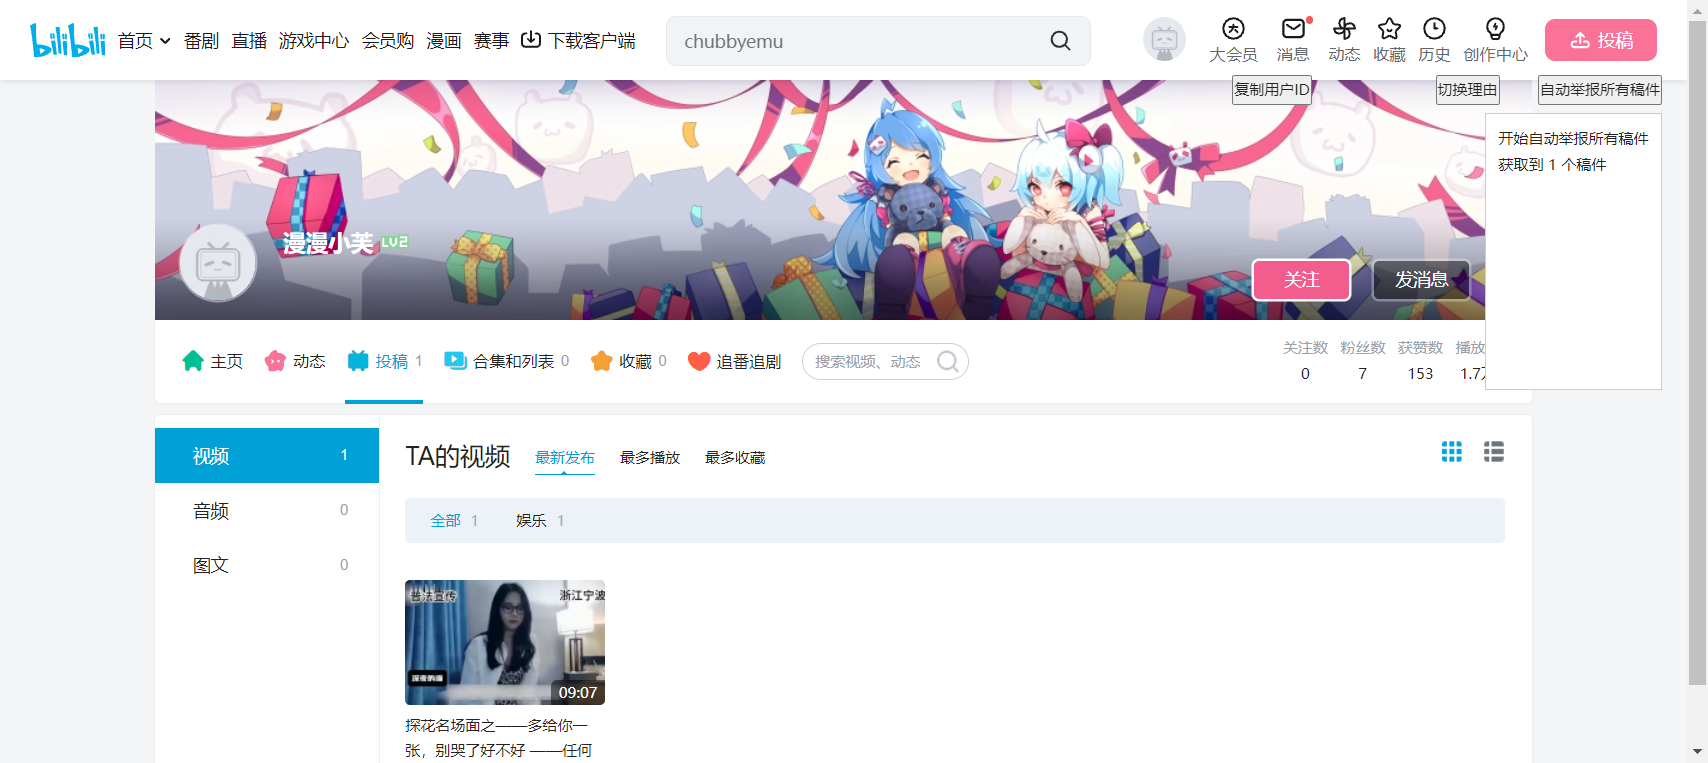 bilibili
首页
番剧
直播
游戏中心
会员购
漫画
赛事
下载客户端
chubbyemu
大会员
消息
动态
收藏
历史
创作中心
投稿
复制用户ID
切换理由
自动举报所有稿件
开始自动举报所有稿件
获取到 1 个稿件
漫漫小芙 LV2
关注
发消息
主页
动态
投稿 1
合集和列表 0
收藏 0
追番追剧
搜索视频、动态
关注数 粉丝数 获赞数 播放
0 7 153 1.7
视频 1
音频 0
图文 0
TA的视频
最新发布
最多播放
最多收藏
全部 1
娱乐 1
普法宣传
浙江宁波
深夜的海
09:07
探花名场面之——多给你一
张，别哭了好不好 ——任何